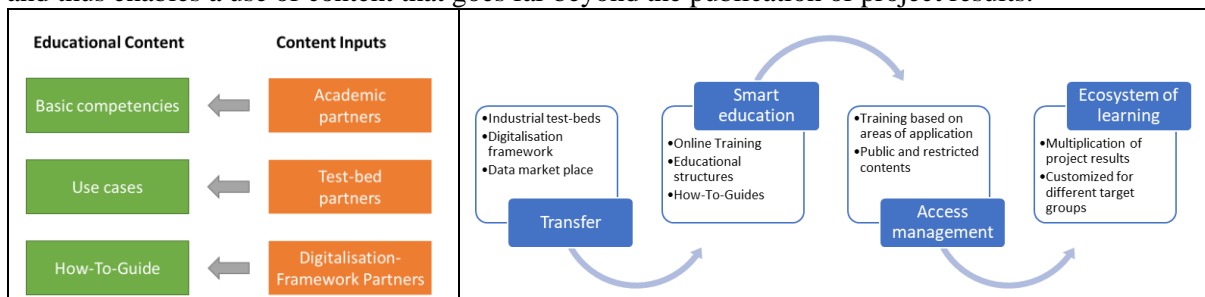 and thus enables a use of content that goes far beyond the publication of project results.
Educational Content
Content Inputs
Basic competencies
Academic
partners
Use cases
Test-bed
partners
How-To-Guide
Digitalisation-
Framework Partners
•Industrial test-beds
•Digitalisation
framework
•Data market place
Transfer
Smart
education
•Online Training
•Educational
structures
•How-To-Guides
•Training based on
areas of application
•Public and restricted
contents
Access
management
Ecosystem of
learning
•Multiplication of
project results
•Customized for
different target
groups